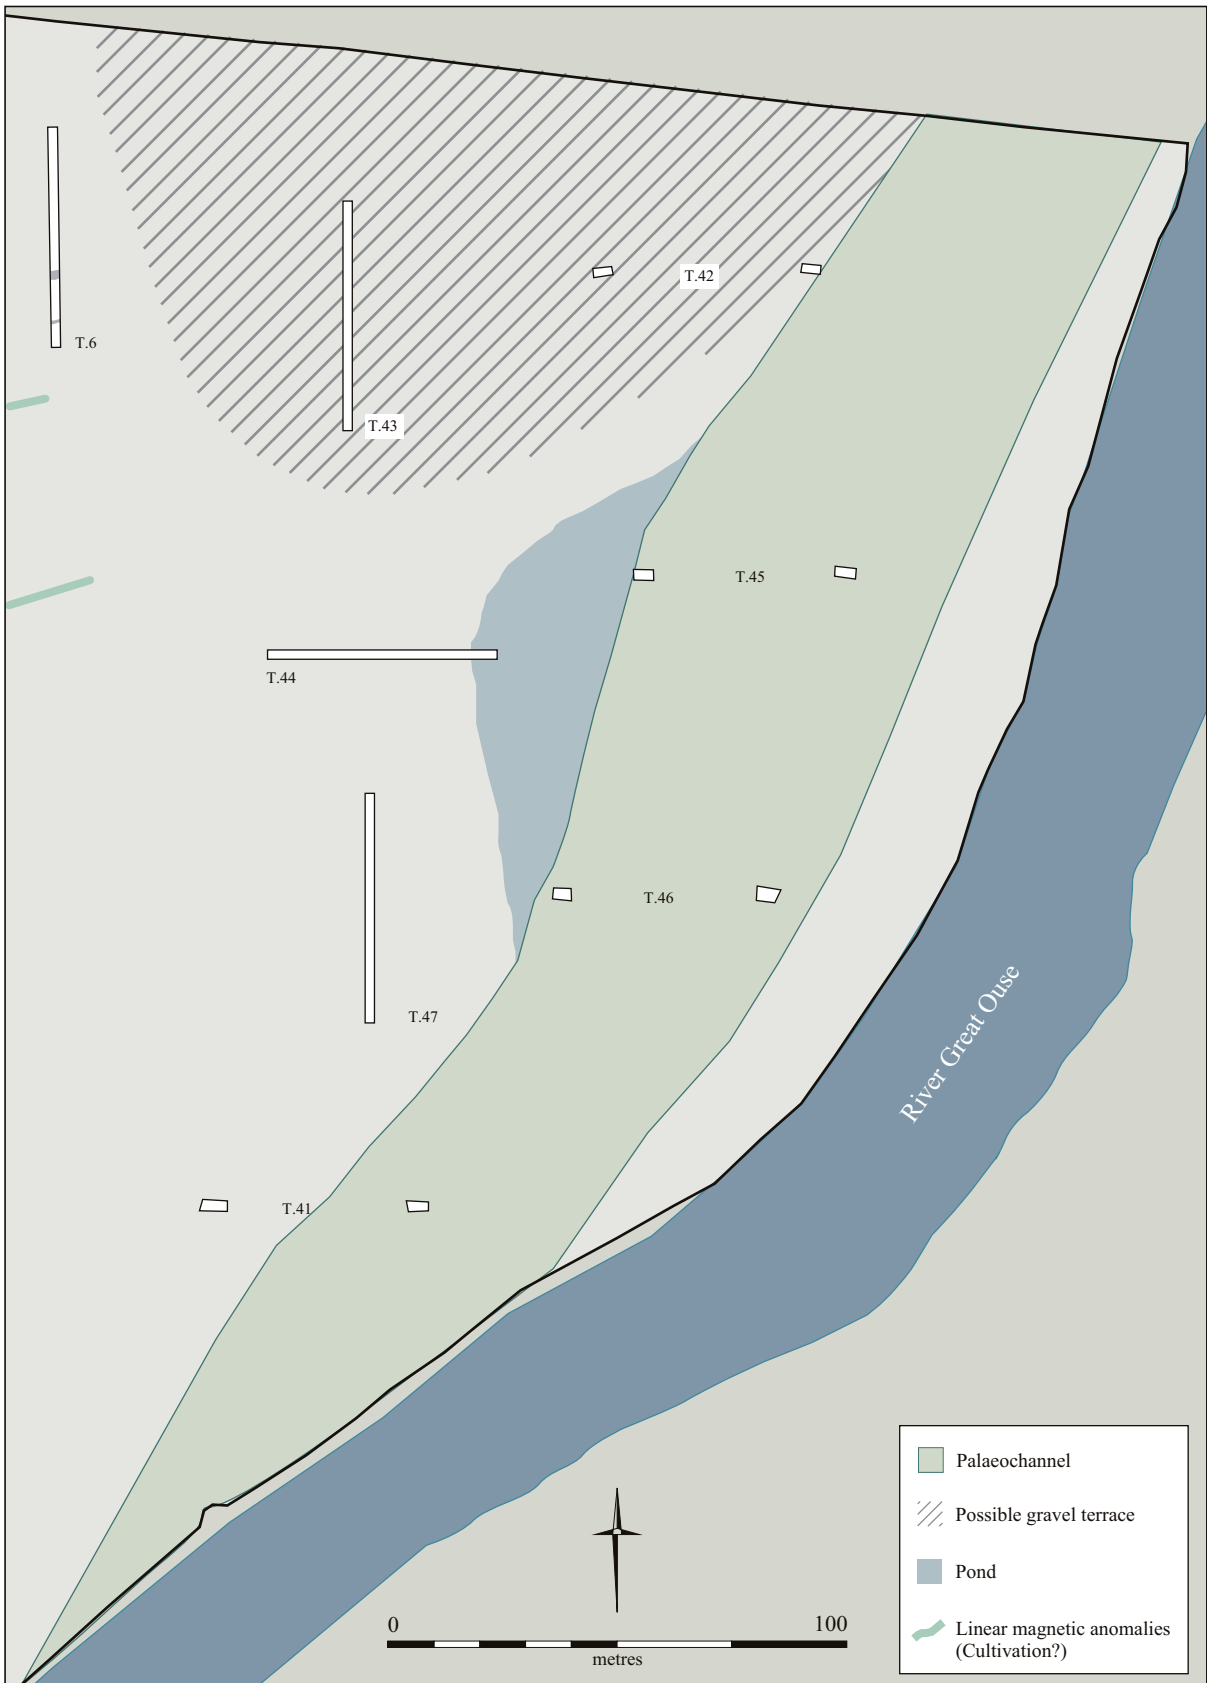 T.42
T.6
T.43
T.45
T.44
T.46
River Great Ouse
T.47
T.41
Palaeochannel
Possible gravel terrace
Pond
Linear magnetic anomalies
(Cultivation?)
0
100
metres